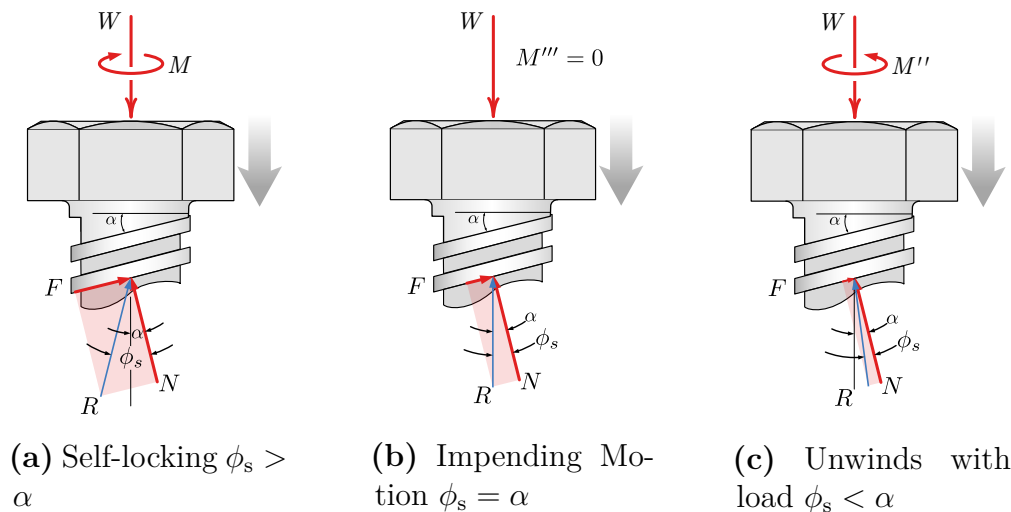 W
M
α
F
α
ϕₛ
N
R
(a) Self-locking ϕₛ >
α
W
M''' = 0
α
F
α
ϕₛ
N
R
(b) Impending Mo-
tion ϕₛ = α
W
M''
α
F
α
ϕₛ
N
R
(c) Unwinds with
load ϕₛ < α